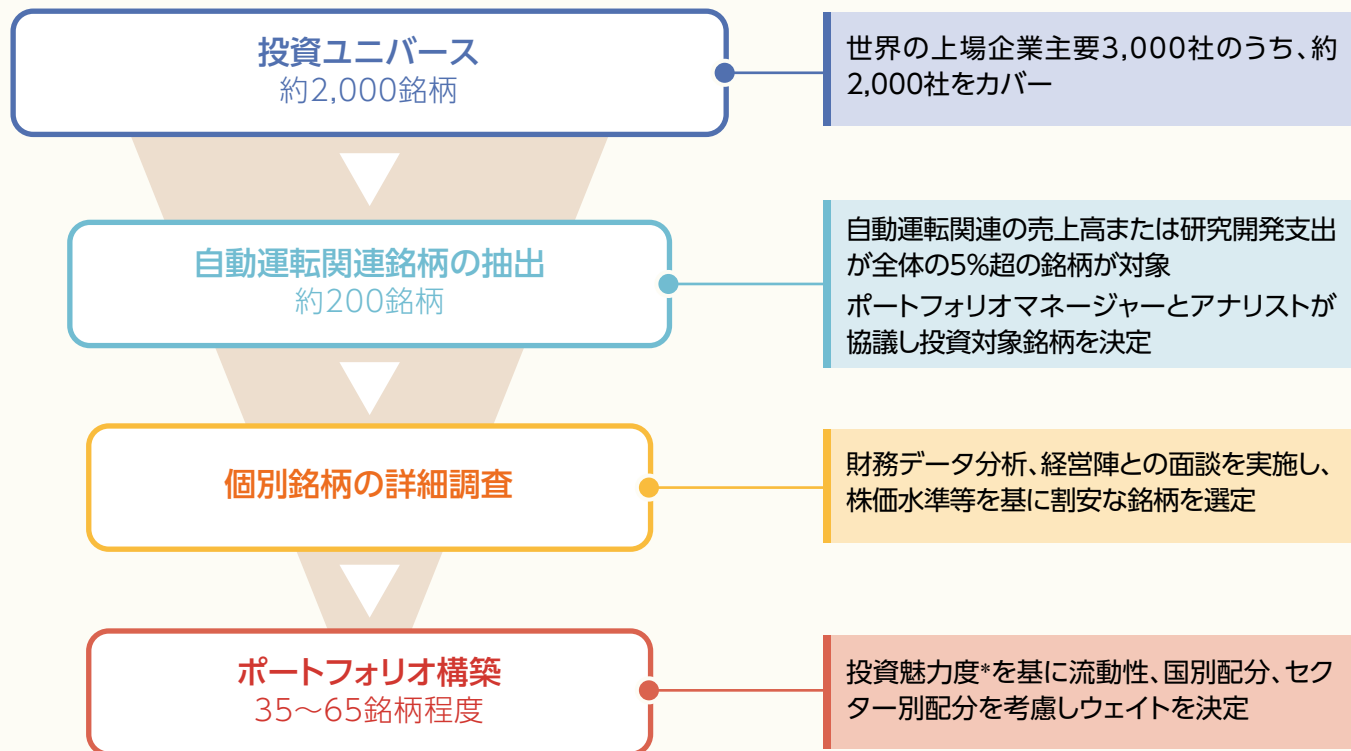 投資ユニバース
約2,000銘柄
世界の上場企業主要3,000社のうち、約
2,000社をカバー
自動運転関連銘柄の抽出
約200銘柄
自動運転関連の売上高または研究開発支出
が全体の5%超の銘柄が対象
ポートフォリオマネージャーとアナリストが
協議し投資対象銘柄を決定
個別銘柄の詳細調査
財務データ分析、経営陣との面談を実施し、
株価水準等を基に割安な銘柄を選定
ポートフォリオ構築
35〜65銘柄程度
投資魅力度*を基に流動性、国別配分、セク
ター別配分を考慮しウェイトを決定